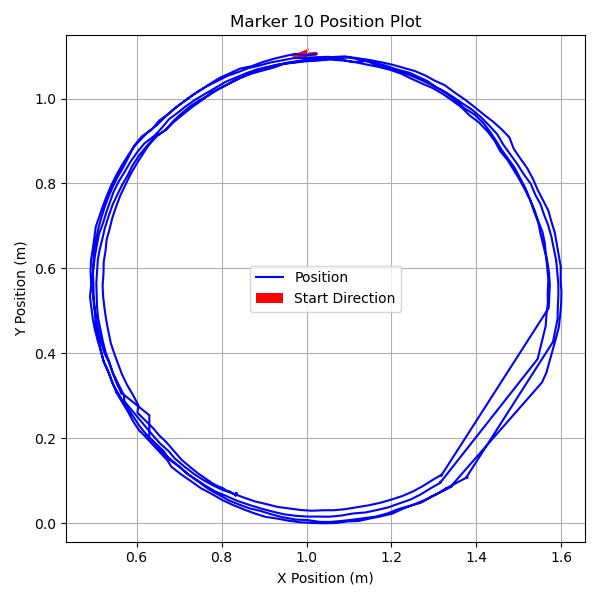 Marker 10 Position Plot
Y Position (m)
1.0
0.8
0.6
0.4
0.2
0.0
Position
Start Direction
0.6 0.8 1.0 1.2 1.4 1.6
X Position (m)